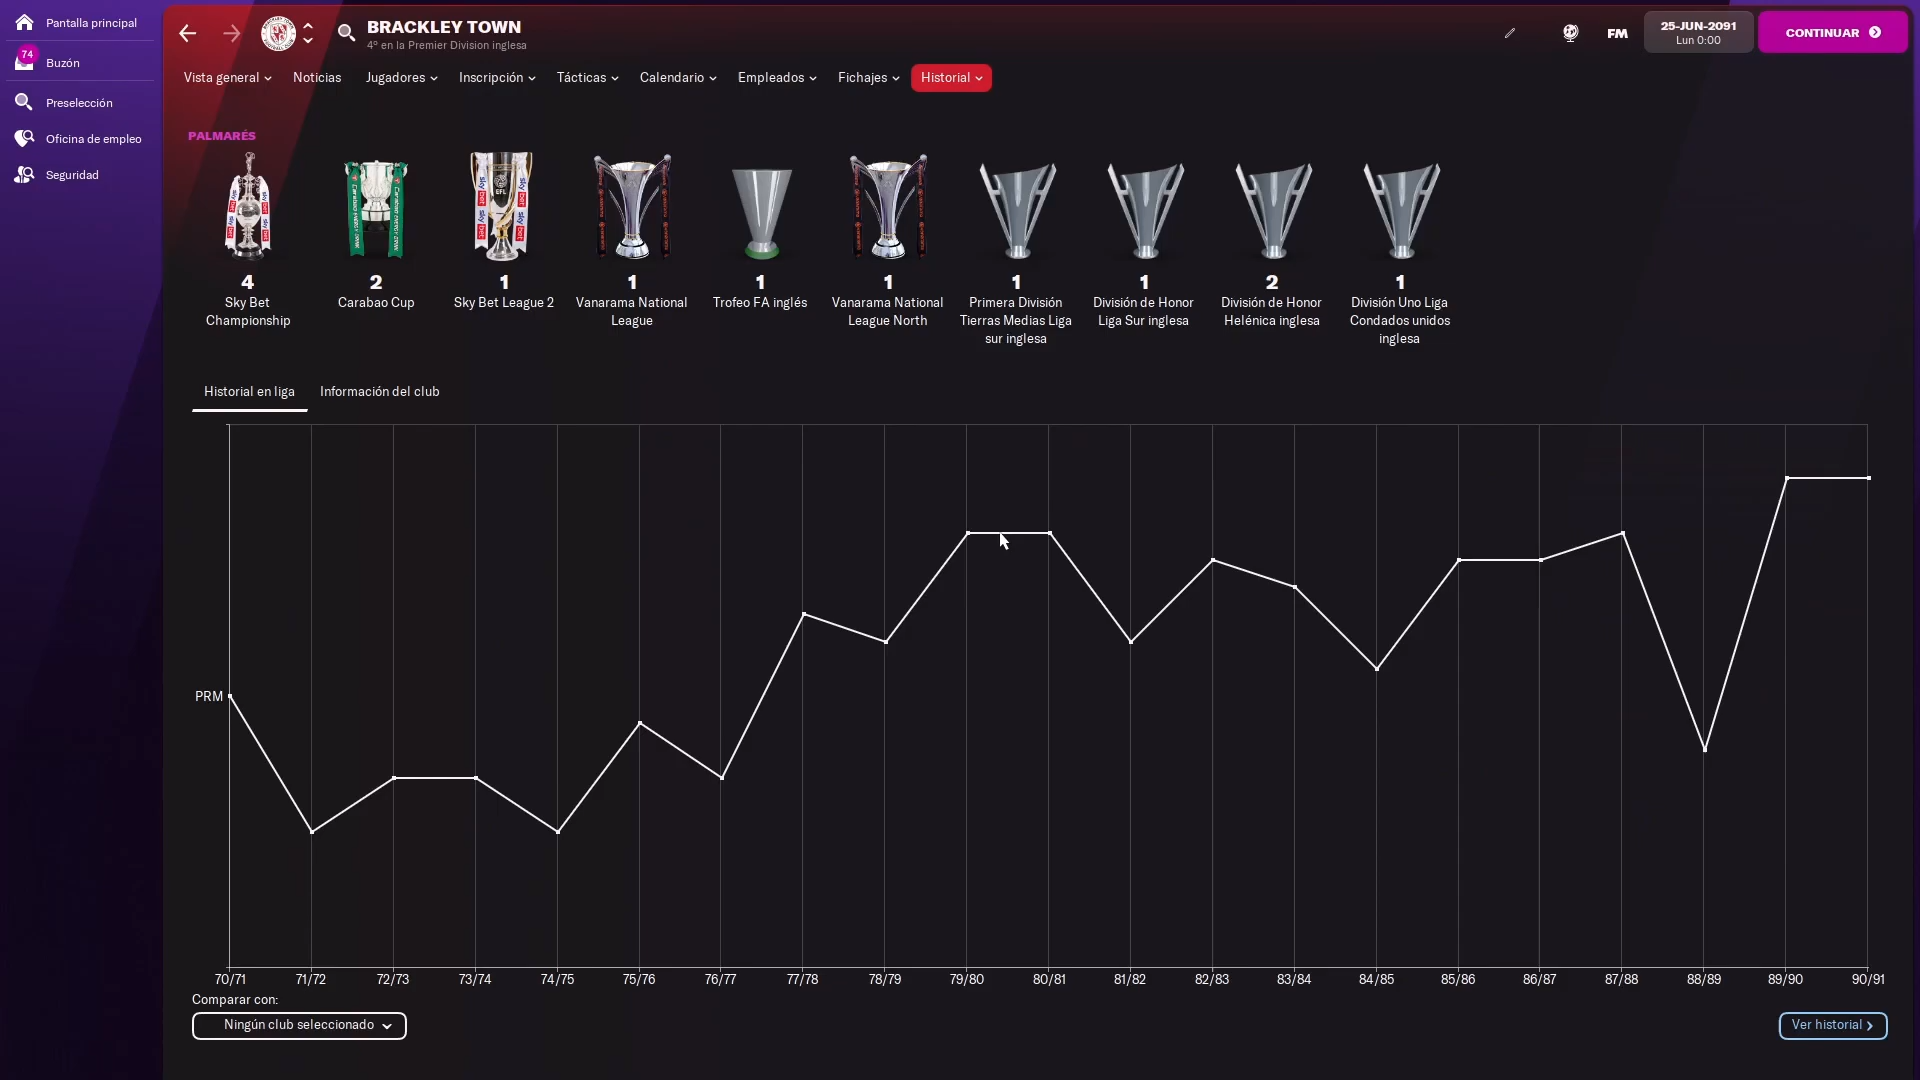 Pantalla principal
74
Buzón
Preselección
Oficina de empleo
Seguridad
BRACKLEY TOWN
4º en la Premier Division inglesa
FM
25-JUN-2091
Lun 0:00
CONTINUAR
Vista general
Noticias
Jugadores
Inscripción
Tácticas
Calendario
Empleados
Fichajes
Historial
PALMARÉS
4
Sky Bet
Championship
2
Carabao Cup
1
Sky Bet League 2
1
Vanarama National
League
1
Trofeo FA inglés
1
Vanarama National
League North
1
Primera División
Tierras Medias Liga
sur inglesa
1
División de Honor
Liga Sur inglesa
2
División de Honor
Helénica inglesa
1
División Uno Liga
Condados unidos
inglesa
Historial en liga
Información del club
PRM
70/71
71/72
72/73
73/74
74/75
75/76
76/77
77/78
78/79
79/80
80/81
81/82
82/83
83/84
84/85
85/86
86/87
87/88
88/89
89/90
90/91
Comparar con:
Ningún club seleccionado
Ver historial